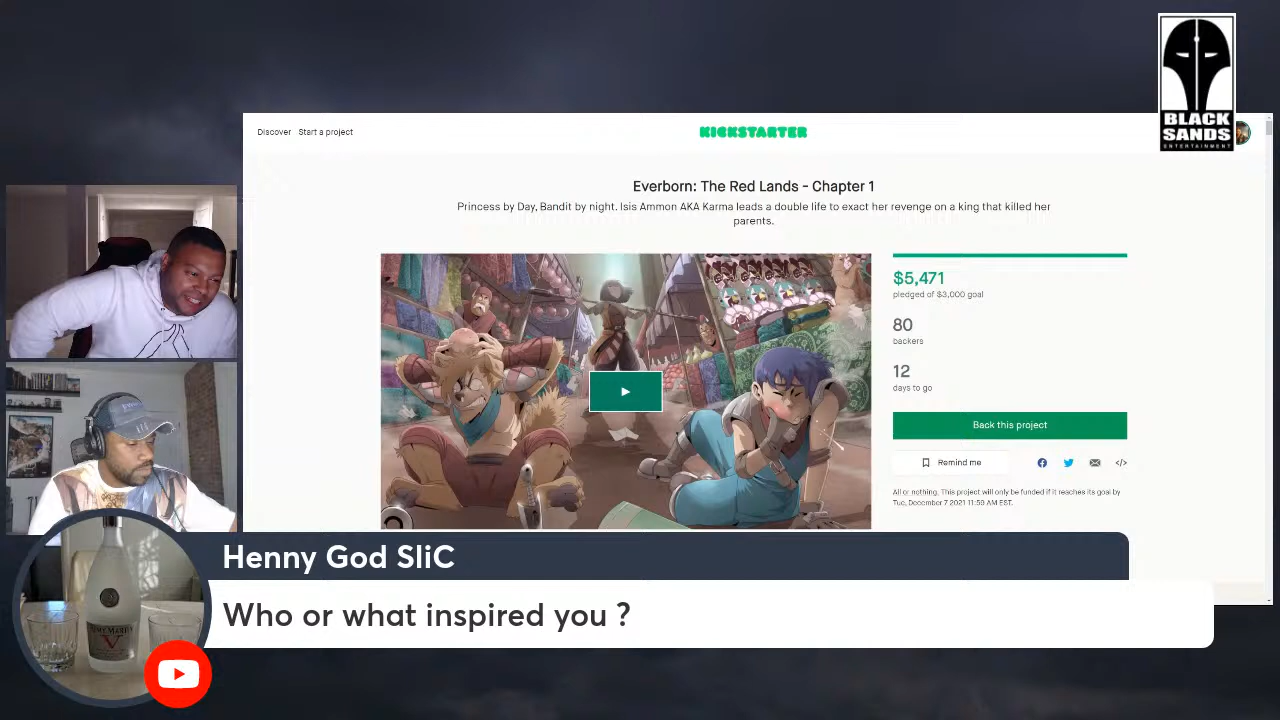 BLACK
SANDS
ENTERTAINMENT
Discover Start a project
KICKSTARTER
Everborn: The Red Lands - Chapter 1
Princess by Day, Bandit by night. Isis Ammon AKA Karma leads a double life to exact her revenge on a king that killed her
parents.
$5,471
pledged of $3,000 goal
80
backers
12
days to go
Back this project
Remind me
All or nothing. This project will only be funded if it reaches its goal by
Tue, December 7 2021 11:59 AM EST.
Henny God SliC
Who or what inspired you ?
V